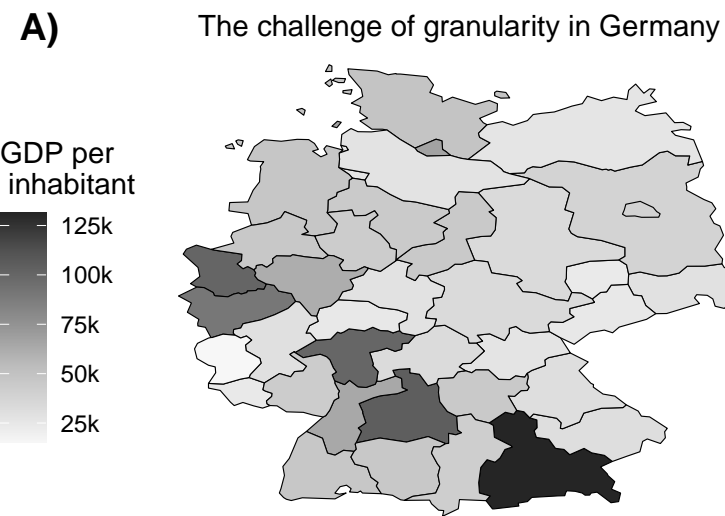 A)
The challenge of granularity in Germany
GDP per
inhabitant
125k
100k
75k
50k
25k